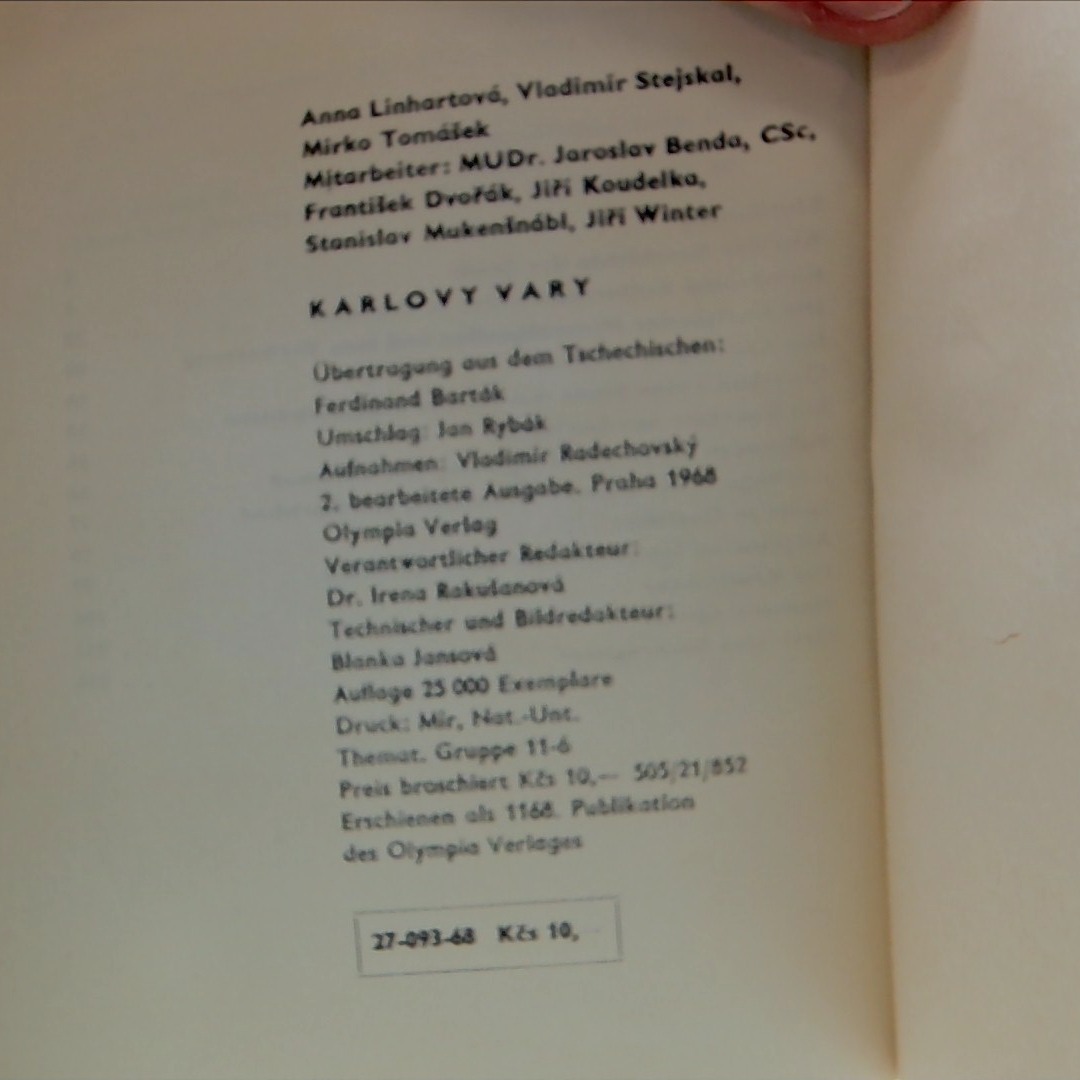 Anna Linhartová, Vladimír Stejskal,
Mirko Tomášek
Mitarbeiter: MUDr. Jaroslav Benda, CSc,
František Dvořák, Jiří Koudelka,
Stanislav Mukenšnábl, Jiří Winter
KARLOVY VARY
Übertragung aus dem Tschechischen:
Ferdinand Barták
Umschlag: Jan Rybák
Aufnahmen: Vladimír Radechovský
2. bearbeitete Ausgabe. Praha 1968
Olympia Verlag
Verantwortlicher Redakteur:
Dr. Irena Rakušanová
Technischer und Bildredakteur:
Blanka Jansová
Auflage 25 000 Exemplare
Druck: Mír, Nat.-Unt.
Themat. Gruppe 11-6
Preis broschiert Kčs 10,— 505/21/852
Erschienen als 1168. Publikation
des Olympia Verlages
27-093-68 Kčs 10,